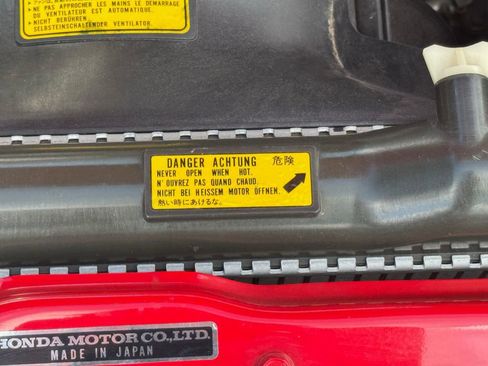 NE PAS APPROCHER LES MAINS LE DEMARRAGE
DU VENTILATEUR EST AUTOMATIQUE.
NICHT BERÜHREN.
SELBSTEINSCHALTENDER VENTILATOR.
DANGER ACHTUNG 危険
NEVER OPEN WHEN HOT.
N'OUVREZ PAS QUAND CHAUD.
NICHT BEI HEISSEM MOTOR ÖFFNEN.
熱い時にあけるな。
HONDA MOTOR CO.,LTD.
MADE IN JAPAN